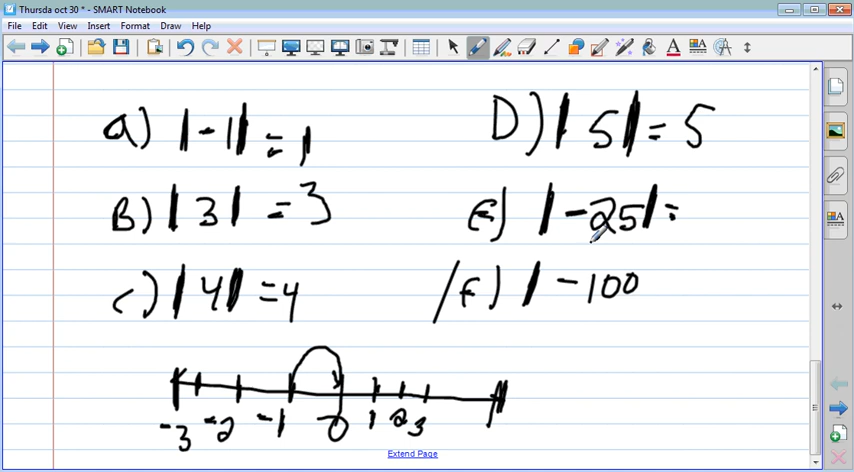 Thursda oct 30 * - SMART Notebook
File Edit View Insert Format Tools Draw Help
a) |-1| = 1
B) |3| = 3
c) |4| = 4
D) |5| = 5
E) |-25| =
F) | -100
-3 -2 -1 0 1 2 3
Extend Page